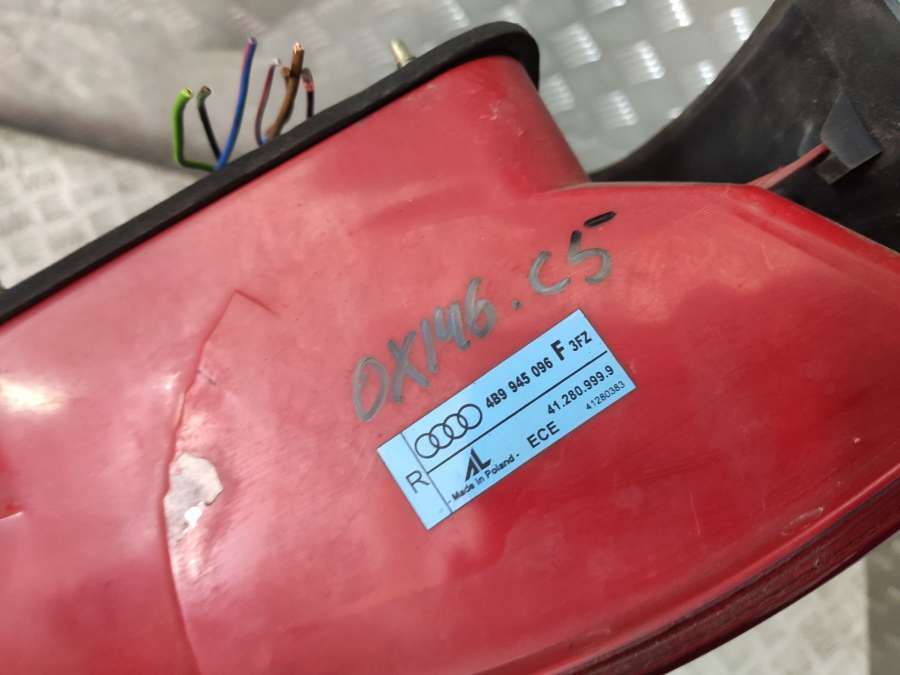 OX146.C5
R
4B9 945 096 F 3FZ
41.280.999.9
AL ECE 41280383
- Made in Poland -